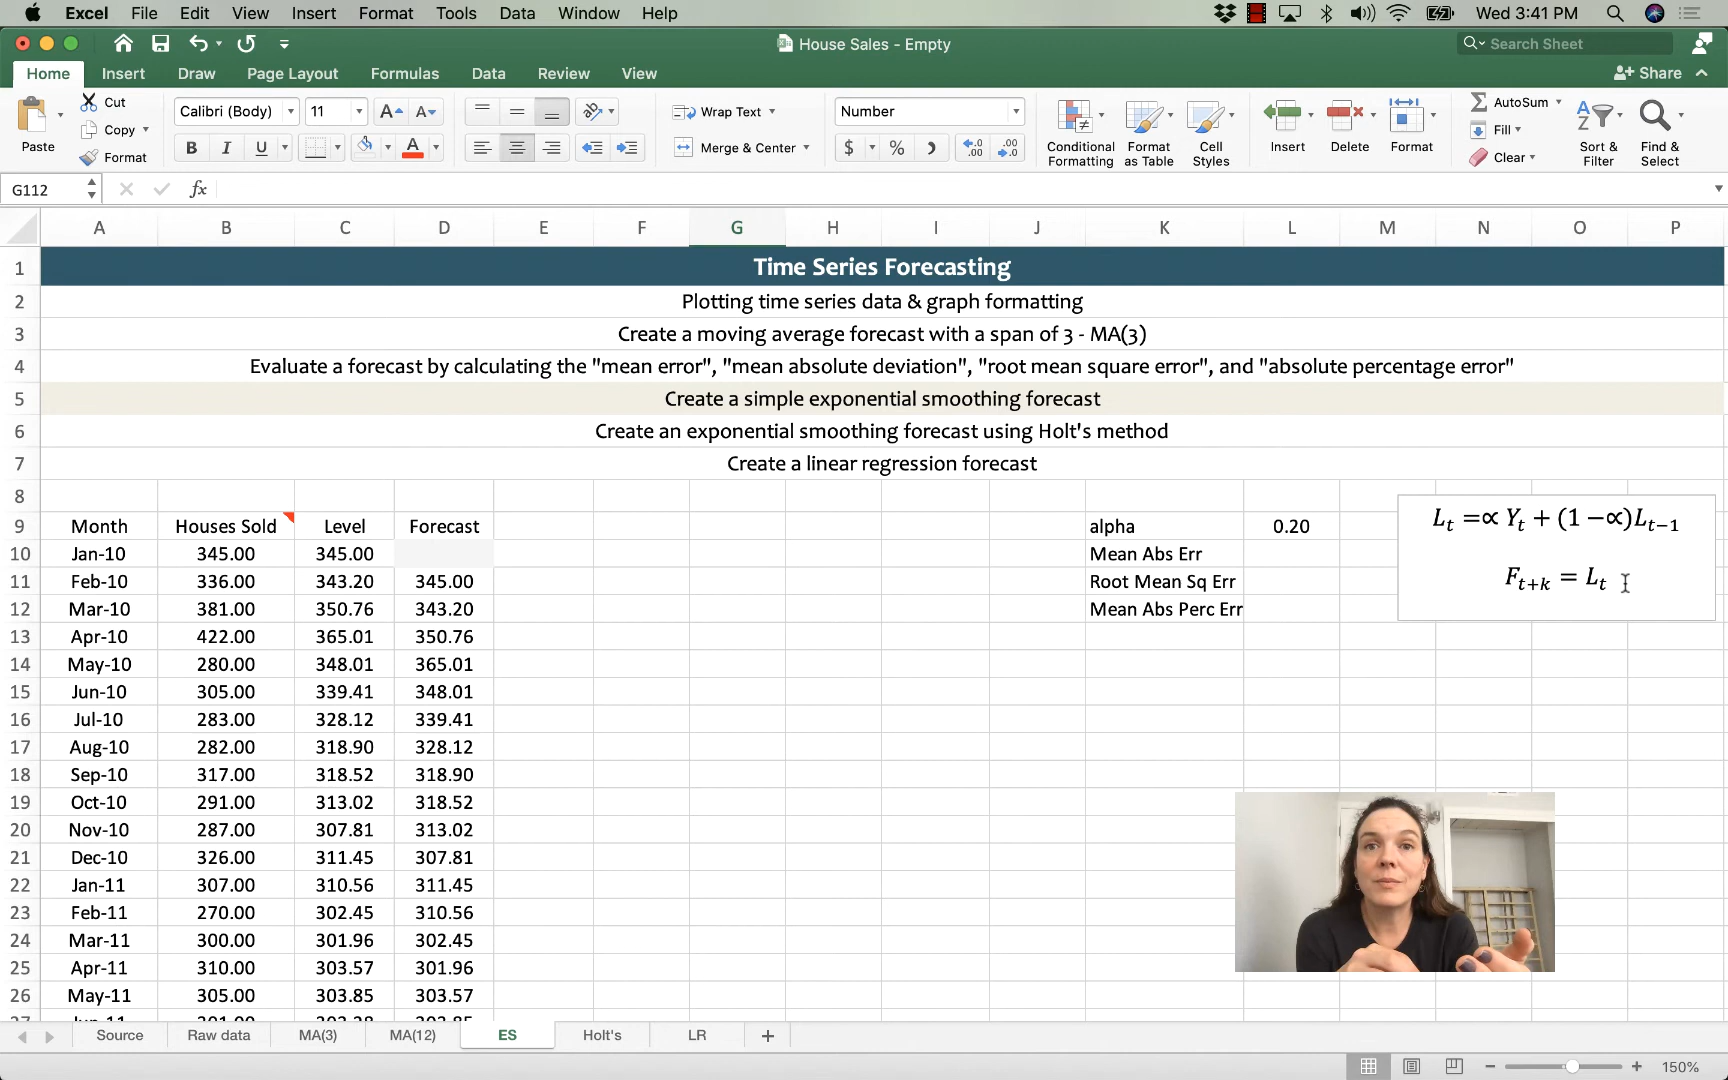 Excel File Edit View Insert Format Tools Data Window Help Wed 3:41 PM
House Sales - Empty Search Sheet
Home Insert Draw Page Layout Formulas Data Review View Share
Paste Cut Copy Format
Calibri (Body) 11 A A
B I U A
Wrap Text
Merge & Center
Number
$ % )
Conditional Formatting
Format as Table
Cell Styles
Insert Delete Format
AutoSum
Fill
Clear
Sort & Filter
Find & Select
G112 fx
A B C D E F G H I J K L M N O P
1 Time Series Forecasting
2 Plotting time series data & graph formatting
3 Create a moving average forecast with a span of 3 - MA(3)
4 Evaluate a forecast by calculating the "mean error", "mean absolute deviation", "root mean square error", and "absolute percentage error"
5 Create a simple exponential smoothing forecast
6 Create an exponential smoothing forecast using Holt's method
7 Create a linear regression forecast
8
9 Month Houses Sold Level Forecast alpha 0.20
10 Jan-10 345.00 345.00 Mean Abs Err
11 Feb-10 336.00 343.20 345.00 Root Mean Sq Err
12 Mar-10 381.00 350.76 343.20 Mean Abs Perc Err
L_t =∝ Y_t + (1 −∝)L_{t−1}
F_{t+k} = L_t
13 Apr-10 422.00 365.01 350.76
14 May-10 280.00 348.01 365.01
15 Jun-10 305.00 339.41 348.01
16 Jul-10 283.00 328.12 339.41
17 Aug-10 282.00 318.90 328.12
18 Sep-10 317.00 318.52 318.90
19 Oct-10 291.00 313.02 318.52
20 Nov-10 287.00 307.81 313.02
21 Dec-10 326.00 311.45 307.81
22 Jan-11 307.00 310.56 311.45
23 Feb-11 270.00 302.45 310.56
24 Mar-11 300.00 301.96 302.45
25 Apr-11 310.00 303.57 301.96
26 May-11 305.00 303.85 303.57
Source Raw data MA(3) MA(12) ES Holt's LR +
150%